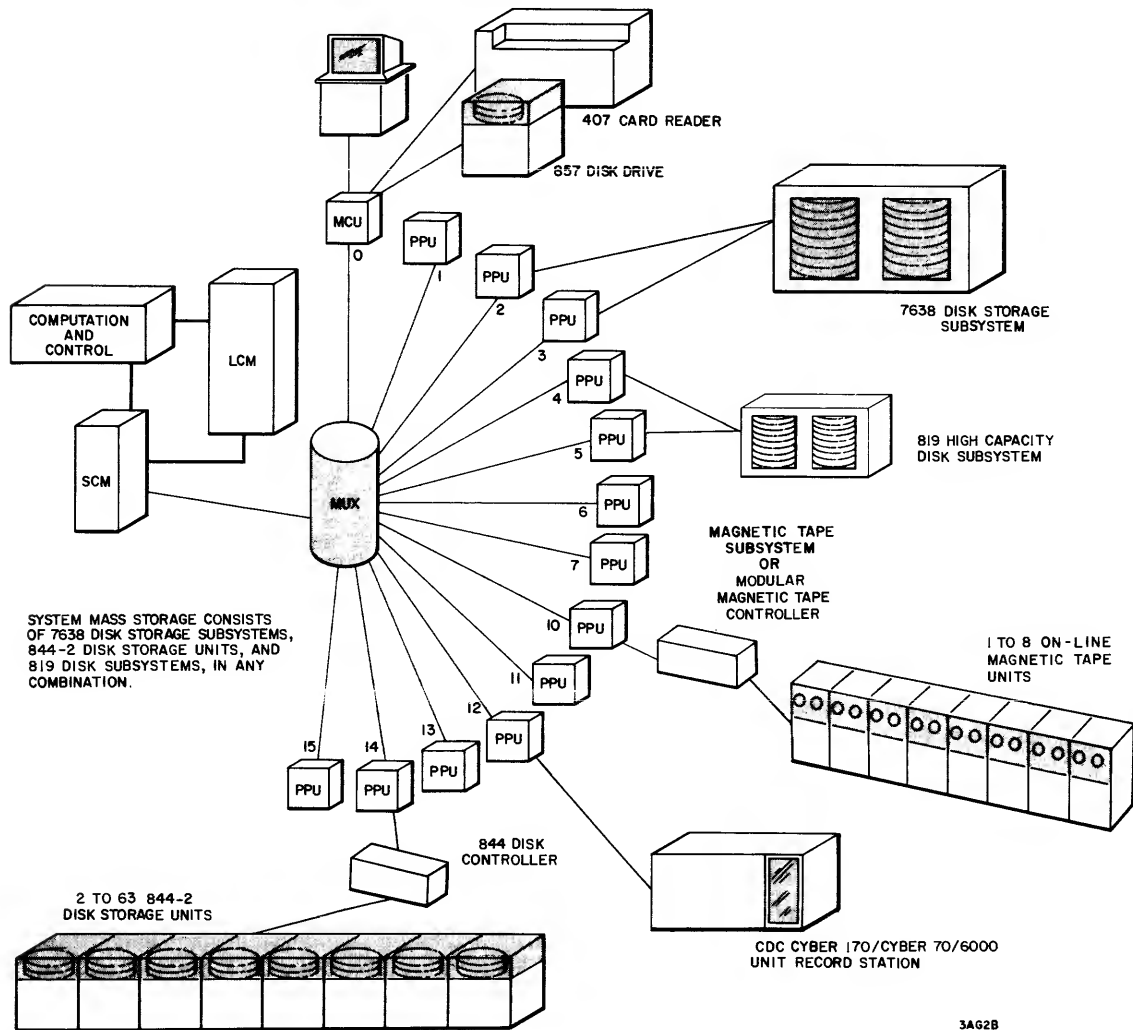 407 CARD READER
857 DISK DRIVE
MCU
0
PPU
1
PPU
2
PPU
3
PPU
4
PPU
5
PPU
6
PPU
7
PPU
10
PPU
11
PPU
12
PPU
13
PPU
14
PPU
15
7638 DISK STORAGE
SUBSYSTEM
819 HIGH CAPACITY
DISK SUBSYSTEM
COMPUTATION
AND
CONTROL
LCM
SCM
MUX
MAGNETIC TAPE
SUBSYSTEM
OR
MODULAR
MAGNETIC TAPE
CONTROLLER
1 TO 8 ON-LINE
MAGNETIC TAPE
UNITS
SYSTEM MASS STORAGE CONSISTS
OF 7638 DISK STORAGE SUBSYSTEMS,
844-2 DISK STORAGE UNITS, AND
819 DISK SUBSYSTEMS, IN ANY
COMBINATION.
844 DISK
CONTROLLER
2 TO 63 844-2
DISK STORAGE UNITS
CDC CYBER 170/CYBER 70/6000
UNIT RECORD STATION
3AG2B